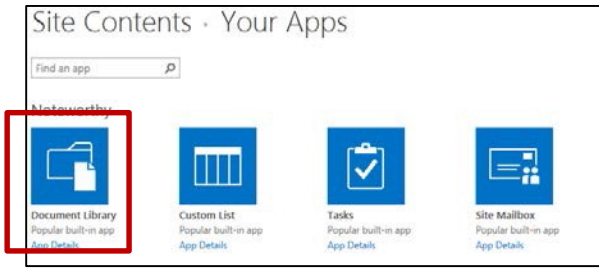 Site Contents · Your Apps
Find an app
Noteworthy
Document Library
Popular built-in app
App Details
Custom List
Popular built-in app
App Details
Tasks
Popular built-in app
App Details
Site Mailbox
Popular built-in app
App Details